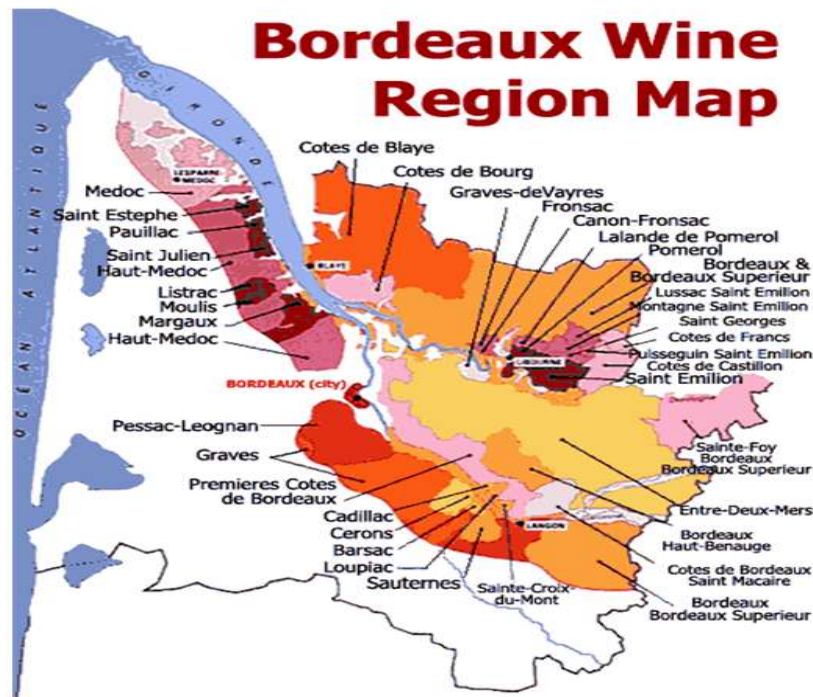 Bordeaux Wine
Region Map
GIRONDE
OCÉAN ATLANTIQUE
LESPARRE-
MEDOC
Medoc
Saint Estephe
Pauillac
Saint Julien
Haut-Medoc
Listrac
Moulis
Margaux
Haut-Medoc
BLAYE
Cotes de Blaye
Cotes de Bourg
Graves-deVayres
Fronsac
Canon-Fronsac
Lalande de Pomerol
Pomerol
Bordeaux &
Bordeaux Superieur
Lussac Saint Emilion
Montagne Saint Emilion
Saint Georges
Cotes de Francs
Puisseguin Saint Emilion
Cotes de Castillon
Saint Emilion
LIBOURNE
BORDEAUX (city)
Pessac-Leognan
Graves
Premieres Cotes
de Bordeaux
Cadillac
Cerons
Barsac
Loupiac
Sauternes
Sainte-Croix-
du-Mont
LANGON
Sainte-Foy
Bordeaux
Bordeaux Superieur
Entre-Deux-Mers
Bordeaux
Haut-Benauge
Cotes de Bordeaux
Saint Macaire
Bordeaux
Bordeaux Superieur